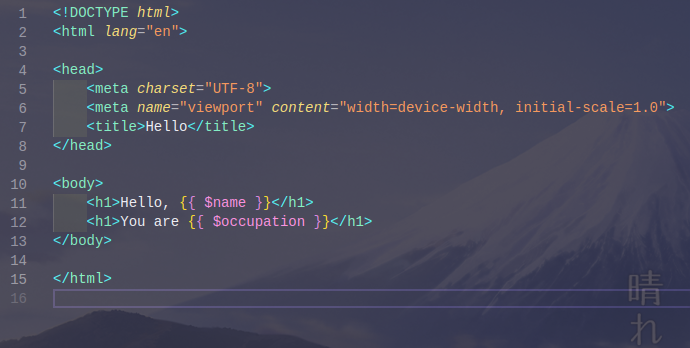 1 <!DOCTYPE html>
2 <html lang="en">
3
4 <head>
5 <meta charset="UTF-8">
6 <meta name="viewport" content="width=device-width, initial-scale=1.0">
7 <title>Hello</title>
8 </head>
9
10 <body>
11 <h1>Hello, {{ $name }}</h1>
12 <h1>You are {{ $occupation }}</h1>
13 </body>
14
15 </html>
16
晴れ